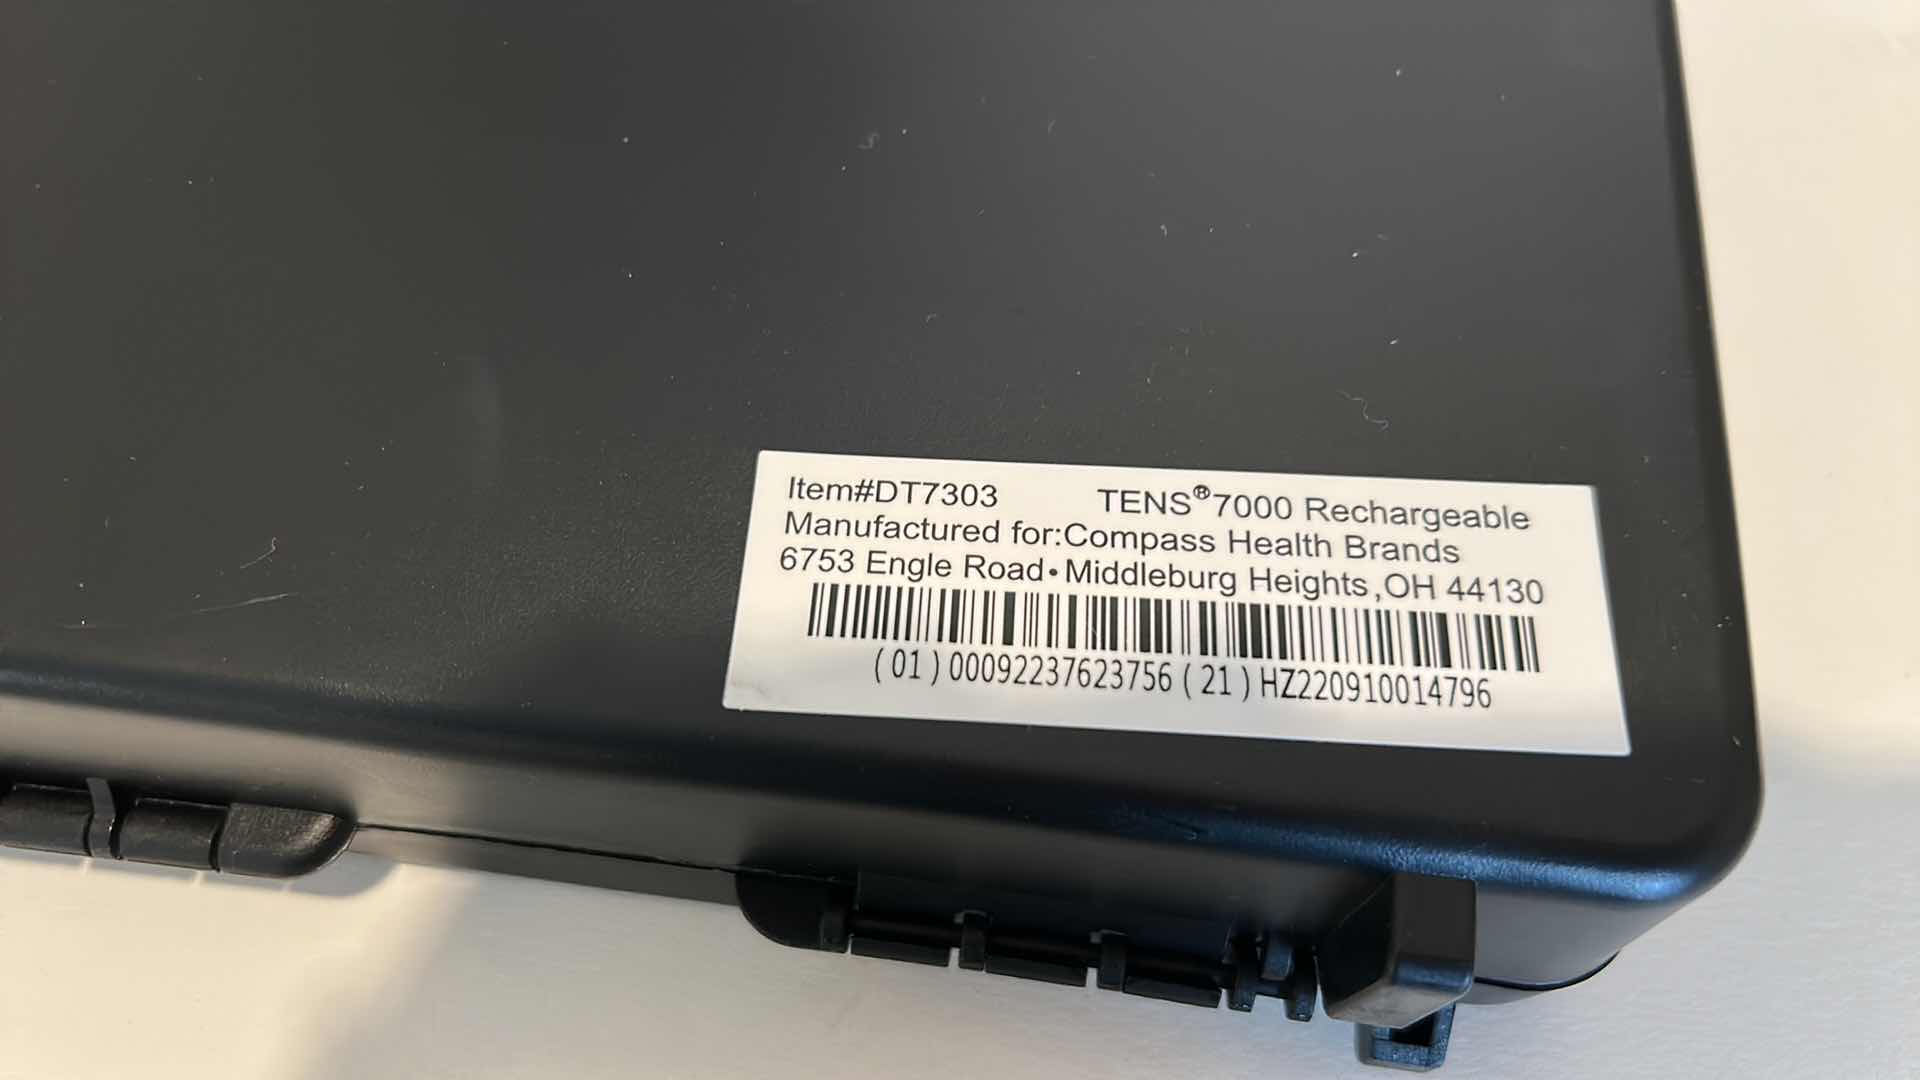 Item#DT7303 TENS®7000 Rechargeable
Manufactured for:Compass Health Brands
6753 Engle Road•Middleburg Heights,OH 44130
(01)00092237623756(21)HZ220910014796